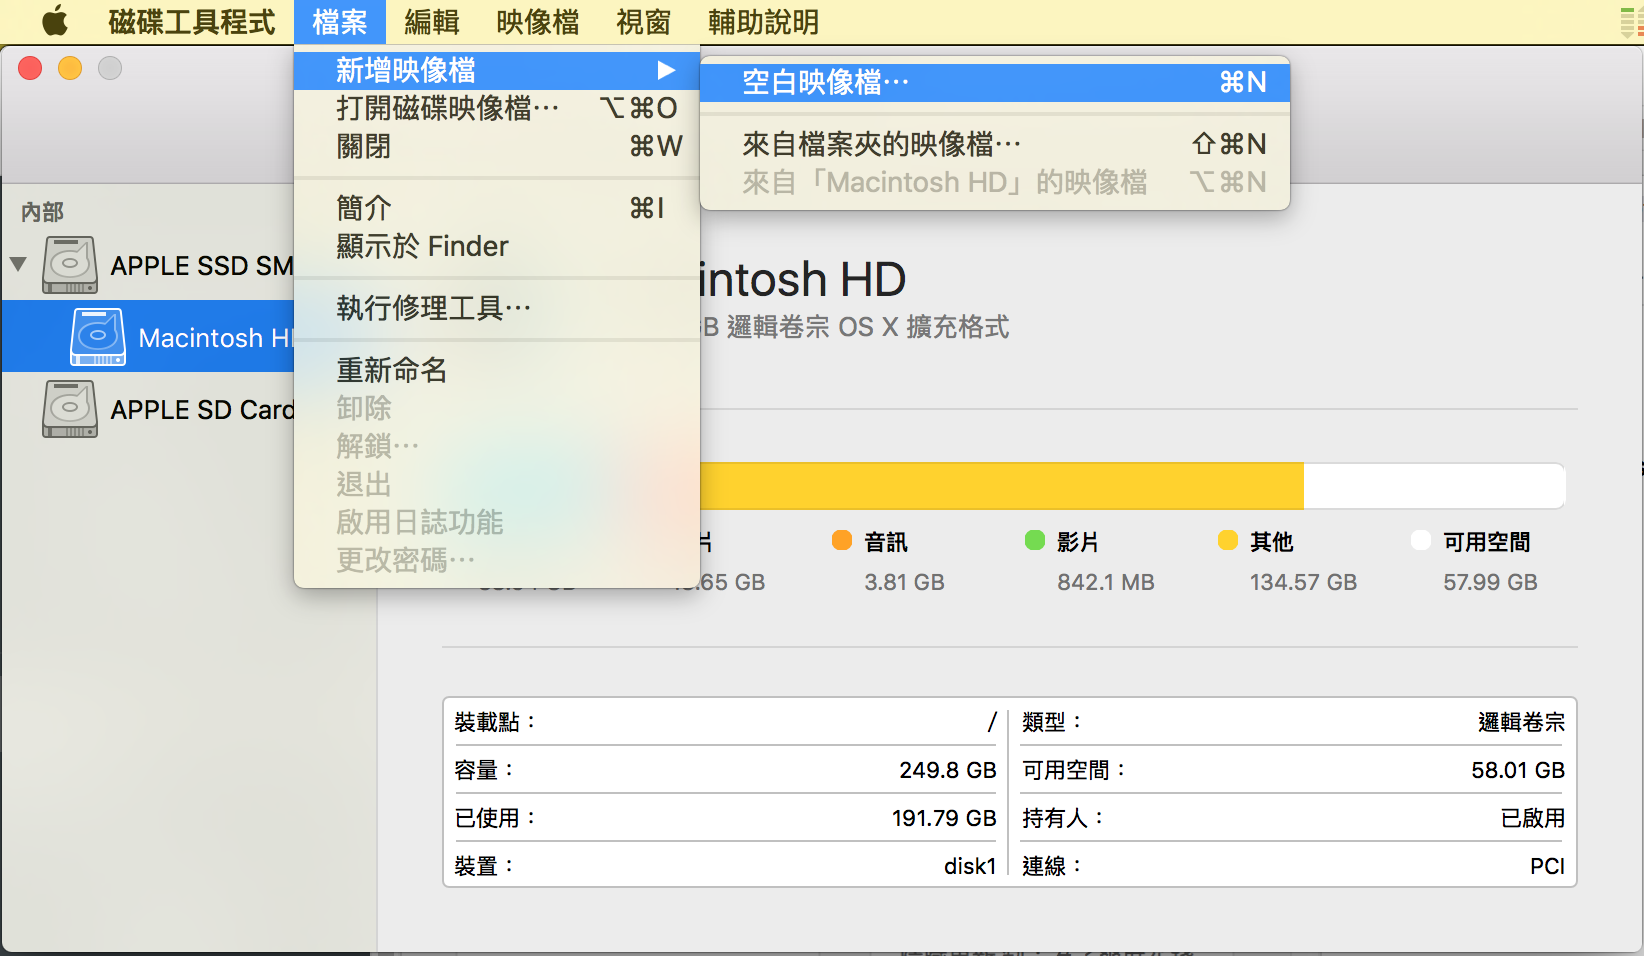 磁碟工具程式 檔案 編輯 映像檔 視窗 輔助說明
新增映像檔 ▶
打開磁碟映像檔… ⌥⌘O
關閉 ⌘W
簡介 ⌘I
顯示於 Finder
執行修理工具…
重新命名
卸除
解鎖…
退出
啟用日誌功能
更改密碼…
空白映像檔… ⌘N
來自檔案夾的映像檔… ⇧⌘N
來自「Macintosh HD」的映像檔 ⌥⌘N
內部
APPLE SSD SM
Macintosh H
APPLE SD Card
intosh HD
GB 邏輯卷宗 OS X 擴充格式
片 音訊 影片 其他 可用空間
.65 GB 3.81 GB 842.1 MB 134.57 GB 57.99 GB
裝載點： /
類型： 邏輯卷宗
容量： 249.8 GB
可用空間： 58.01 GB
已使用： 191.79 GB
持有人： 已啟用
裝置： disk1
連線： PCI